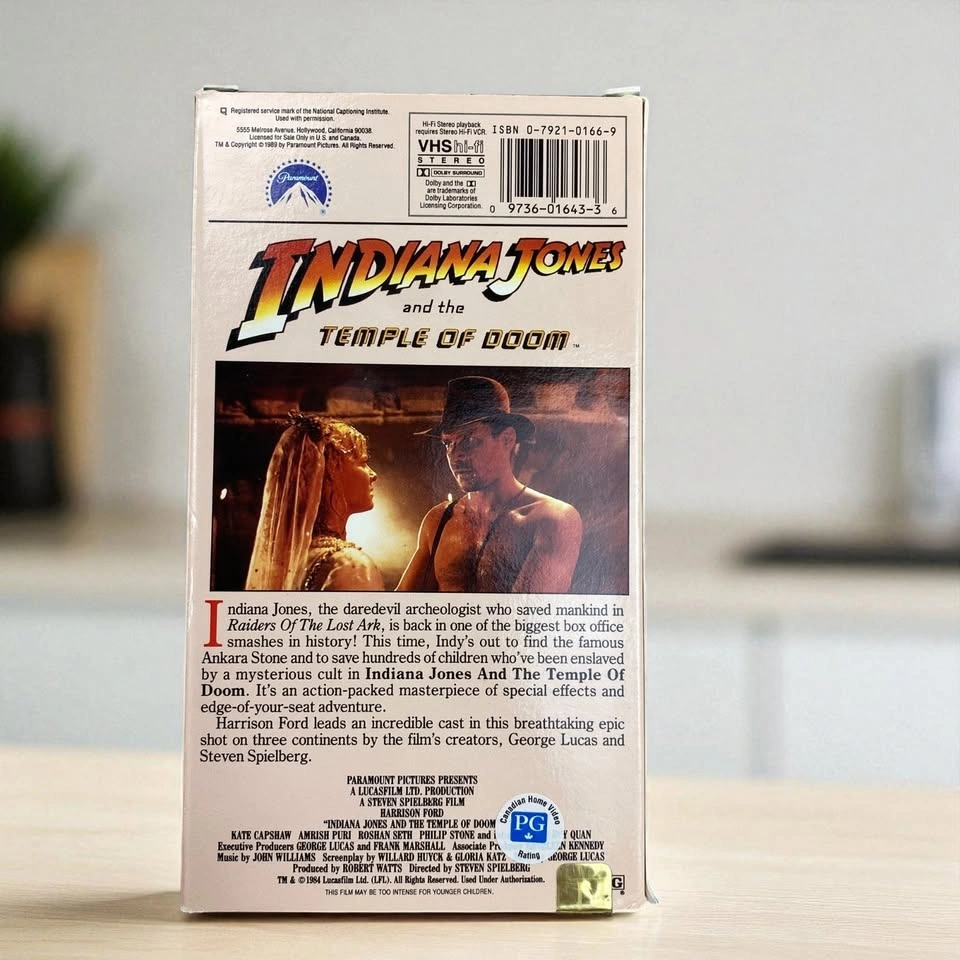 Registered service mark of the National Captioning Institute.
Used with permission.
5555 Melrose Avenue, Hollywood, California 90038.
Licensed for Sale Only in U.S. and Canada.
TM & Copyright © 1989 by Paramount Pictures. All Rights Reserved.
Paramount
Hi-Fi Stereo playback
requires Stereo Hi-Fi VCR.
VHS hi-fi
STEREO
DOLBY SURROUND
Dolby and the
are trademarks of
Dolby Laboratories
Licensing Corporation.
ISBN 0-7921-0166-9
0 9736-01643-3 6
INDIANA JONES
and the
TEMPLE OF DOOM™
Indiana Jones, the daredevil archeologist who saved mankind in
Raiders Of The Lost Ark, is back in one of the biggest box office
smashes in history! This time, Indy's out to find the famous
Ankara Stone and to save hundreds of children who've been enslaved
by a mysterious cult in Indiana Jones And The Temple Of
Doom. It's an action-packed masterpiece of special effects and
edge-of-your-seat adventure.
Harrison Ford leads an incredible cast in this breathtaking epic
shot on three continents by the film's creators, George Lucas and
Steven Spielberg.
PARAMOUNT PICTURES PRESENTS
A LUCASFILM LTD. PRODUCTION
A STEVEN SPIELBERG FILM
HARRISON FORD
"INDIANA JONES AND THE TEMPLE OF DOOM
KATE CAPSHAW AMRISH PURI ROSHAN SETH PHILIP STONE and QUAN
Executive Producers GEORGE LUCAS and FRANK MARSHALL Associate KENNEDY
Music by JOHN WILLIAMS Screenplay by WILLARD HUYCK & GLORIA KATZ GEORGE LUCAS
Produced by ROBERT WATTS Directed by STEVEN SPIELBERG
TM & © 1984 Lucasfilm Ltd. (LFL). All Rights Reserved. Used Under Authorization.
THIS FILM MAY BE TOO INTENSE FOR YOUNGER CHILDREN.
Canadian Home Video
PG
Rating